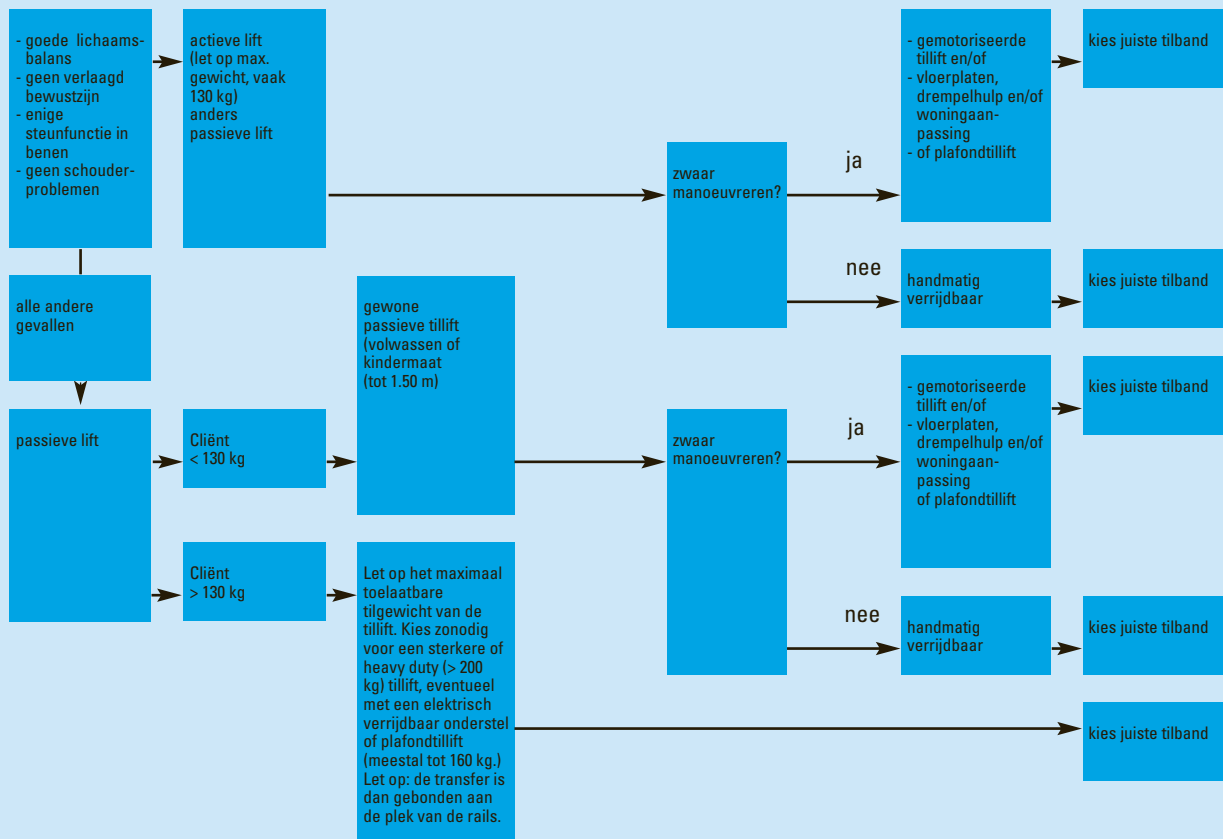 - goede lichaams-
balans
- geen verlaagd
bewustzijn
- enige
steunfunctie in
benen
- geen schouder-
problemen
actieve lift
(let op max.
gewicht, vaak
130 kg)
anders
passieve lift
zwaar
manoeuvreren?
ja
- gemotoriseerde
tillift en/of
- vloerplaten,
drempelhulp en/of
woningaan-
passing
- of plafondtillift
kies juiste tilband
nee
handmatig
verrijdbaar
kies juiste tilband
alle andere
gevallen
passieve lift
Cliënt
< 130 kg
gewone
passieve tillift
(volwassen of
kindermaat
(tot 1.50 m)
zwaar
manoeuvreren?
ja
- gemotoriseerde
tillift en/of
- vloerplaten,
drempelhulp en/of
woningaan-
passing
of plafondtillift
kies juiste tilband
nee
handmatig
verrijdbaar
kies juiste tilband
Cliënt
> 130 kg
Let op het maximaal
toelaatbare
tilgewicht van de
tillift. Kies zonodig
voor een sterkere of
heavy duty (> 200
kg) tillift, eventueel
met een elektrisch
verrijdbaar onderstel
of plafondtillift
(meestal tot 160 kg.)
Let op: de transfer is
dan gebonden aan
de plek van de rails.
kies juiste tilband